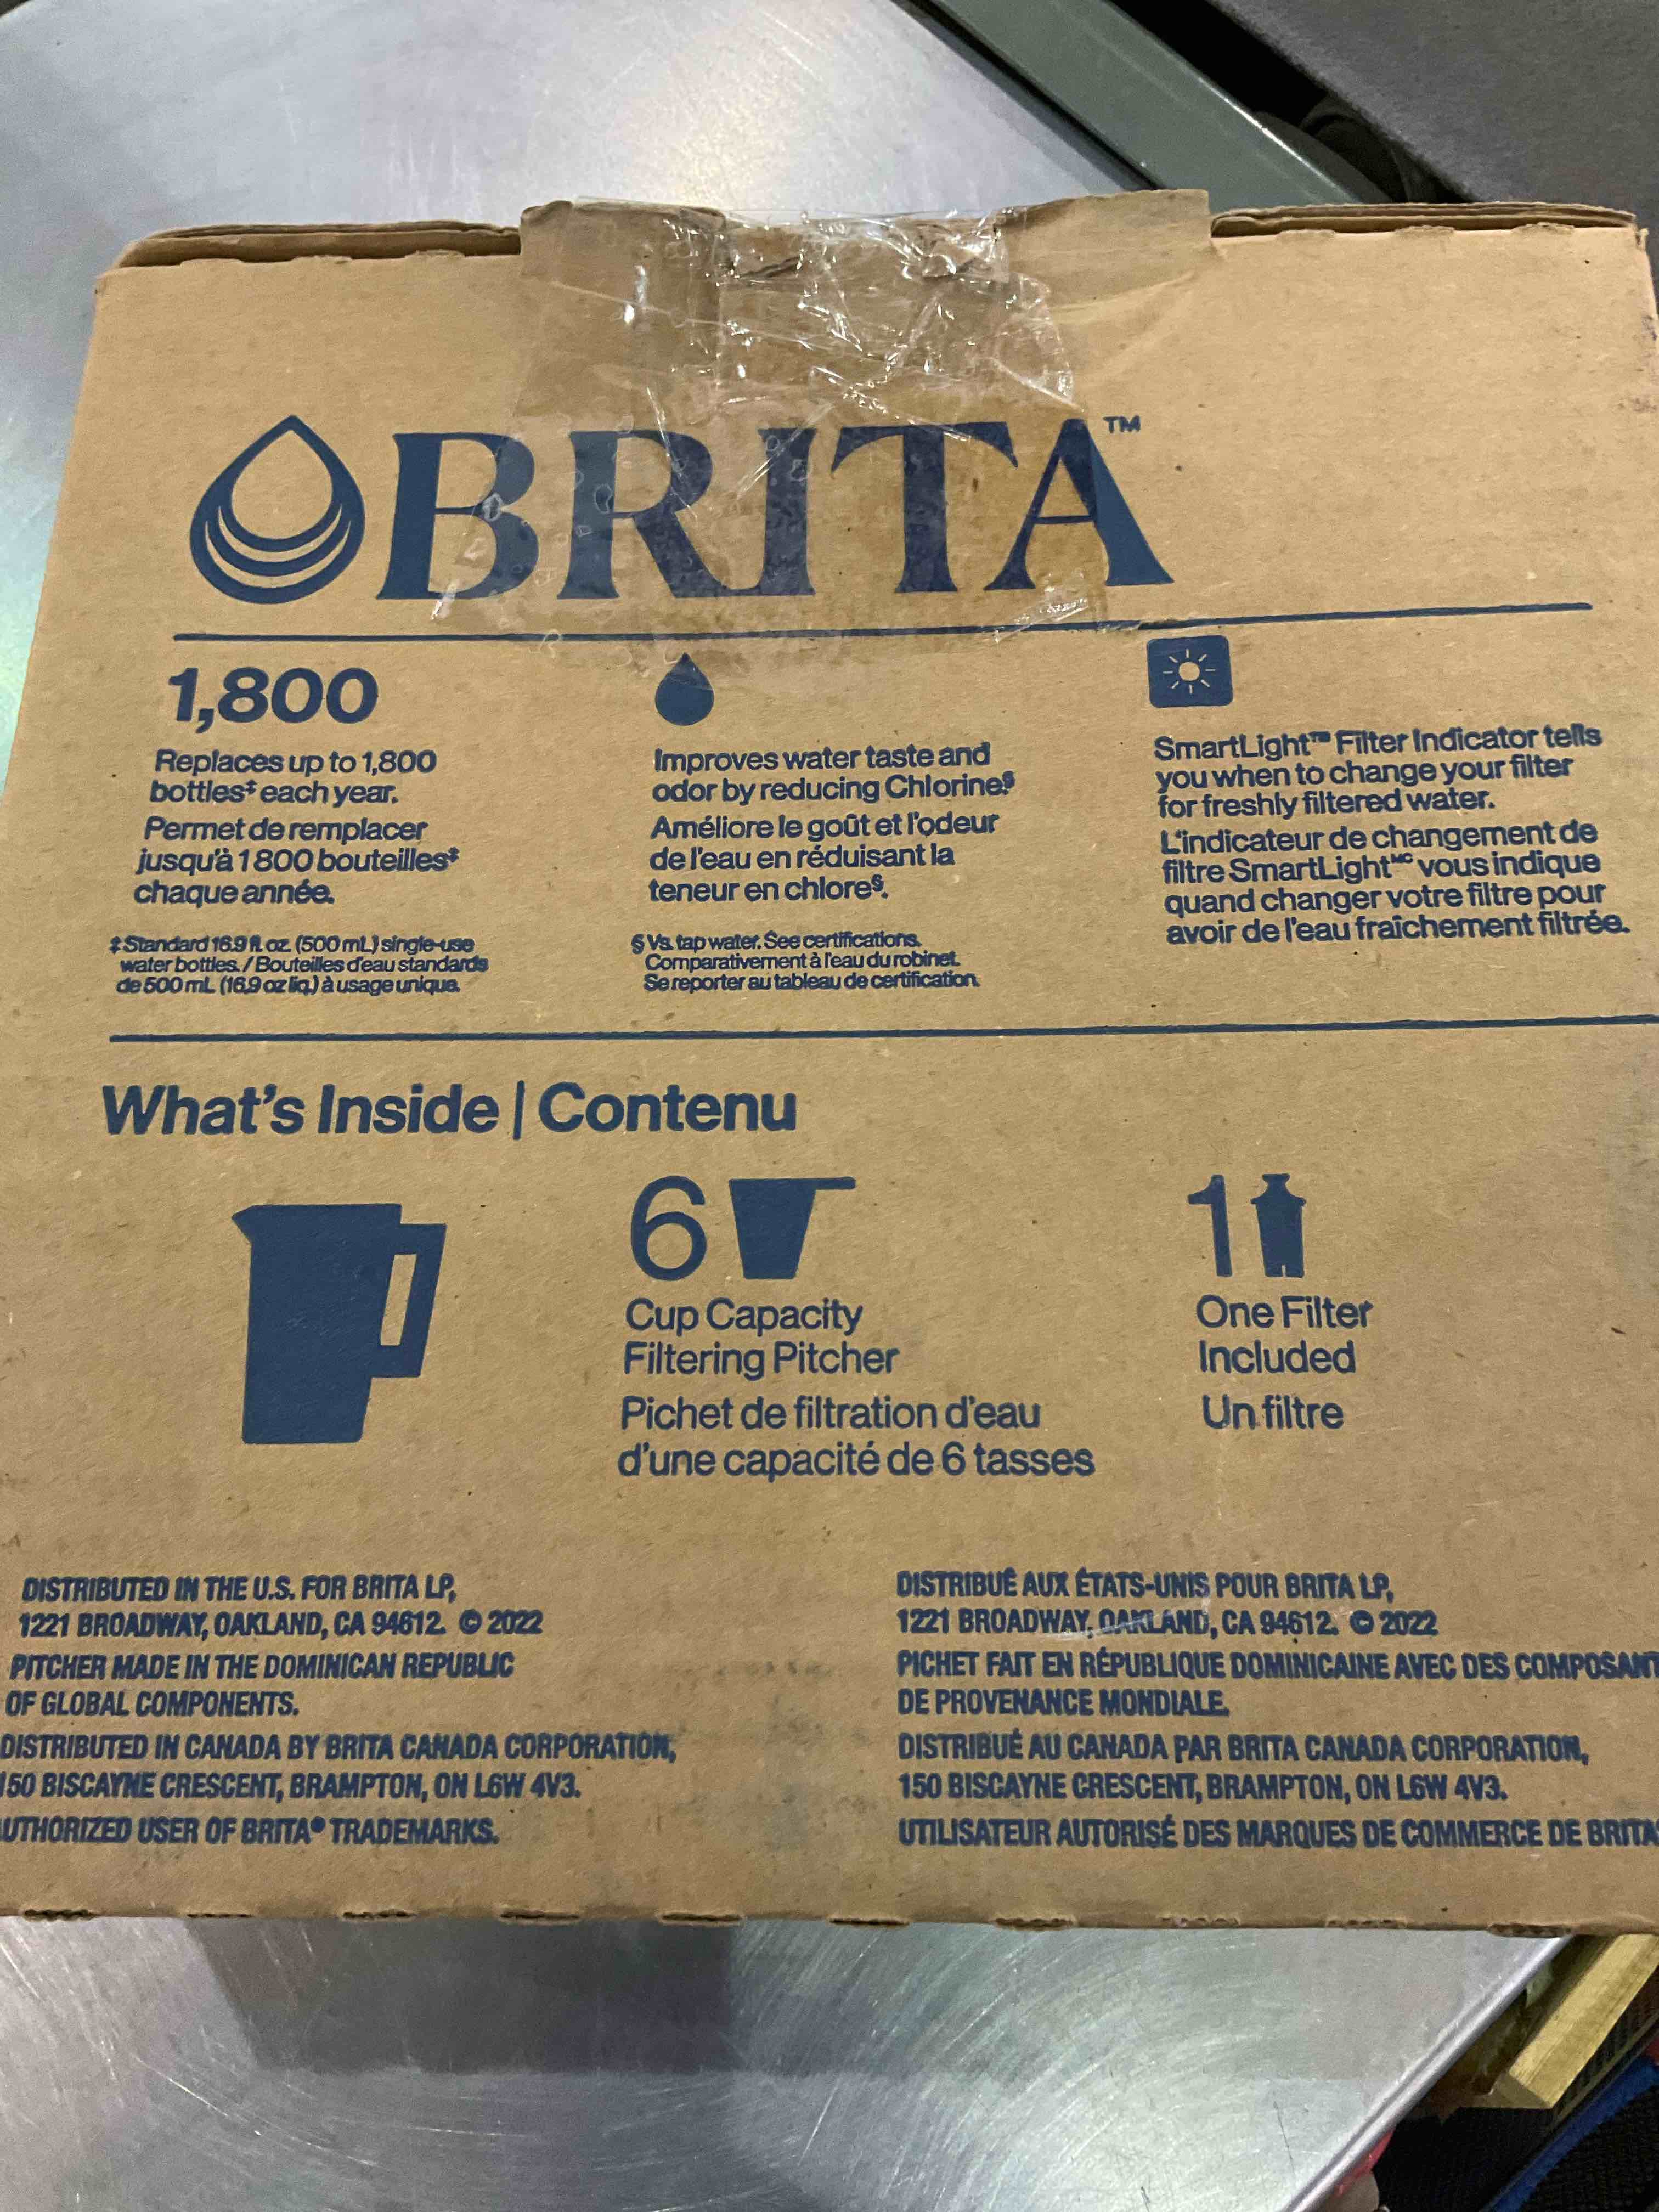 BRITA™
1,800
Replaces up to 1,800
bottles‡ each year.
Permet de remplacer
jusqu'à 1 800 bouteilles‡
chaque année.
‡ Standard 16.9 fl. oz. (500 mL) single-use
water bottles. / Bouteilles d'eau standards
de 500 mL (16,9 oz liq.) à usage unique.
Improves water taste and
odor by reducing Chlorine§.
Améliore le goût et l'odeur
de l'eau en réduisant la
teneur en chlore§.
§ Vs. tap water. See certifications.
Comparativement à l'eau du robinet.
Se reporter au tableau de certification.
SmartLight™ Filter Indicator tells
you when to change your filter
for freshly filtered water.
L'indicateur de changement de
filtre SmartLight MC vous indique
quand changer votre filtre pour
avoir de l'eau fraîchement filtrée.
What's Inside | Contenu
6
Cup Capacity
Filtering Pitcher
Pichet de filtration d'eau
d'une capacité de 6 tasses
1
One Filter
Included
Un filtre
DISTRIBUTED IN THE U.S. FOR BRITA LP,
1221 BROADWAY, OAKLAND, CA 94612. © 2022
PITCHER MADE IN THE DOMINICAN REPUBLIC
OF GLOBAL COMPONENTS.
DISTRIBUTED IN CANADA BY BRITA CANADA CORPORATION,
150 BISCAYNE CRESCENT, BRAMPTON, ON L6W 4V3.
UTHORIZED USER OF BRITA® TRADEMARKS.
DISTRIBUÉ AUX ÉTATS-UNIS POUR BRITA LP,
1221 BROADWAY, OAKLAND, CA 94612. © 2022
PICHET FAIT EN RÉPUBLIQUE DOMINICAINE AVEC DES COMPOSANT
DE PROVENANCE MONDIALE.
DISTRIBUÉ AU CANADA PAR BRITA CANADA CORPORATION,
150 BISCAYNE CRESCENT, BRAMPTON, ON L6W 4V3.
UTILISATEUR AUTORISÉ DES MARQUES DE COMMERCE DE BRITA